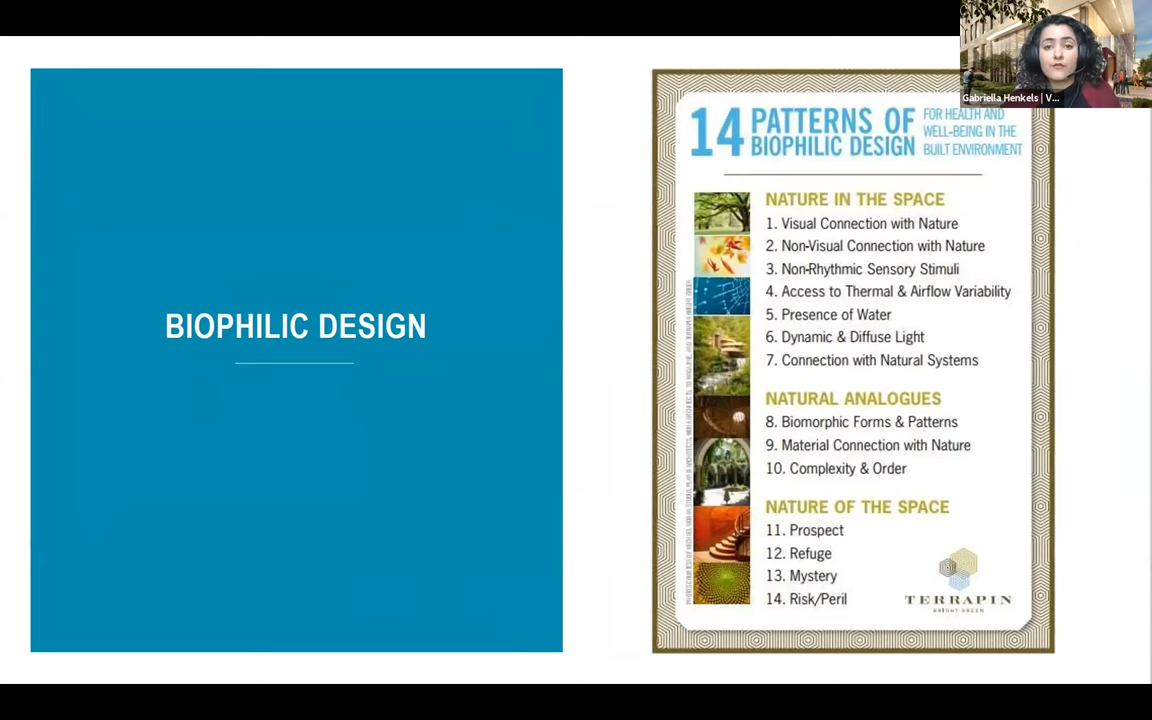 BIOPHILIC DESIGN
Gabriella Henkels | V...
14 PATTERNS OF
BIOPHILIC DESIGN
FOR HEALTH AND
WELL-BEING IN THE
BUILT ENVIRONMENT
NATURE IN THE SPACE
1. Visual Connection with Nature
2. Non-Visual Connection with Nature
3. Non-Rhythmic Sensory Stimuli
4. Access to Thermal & Airflow Variability
5. Presence of Water
6. Dynamic & Diffuse Light
7. Connection with Natural Systems
NATURAL ANALOGUES
8. Biomorphic Forms & Patterns
9. Material Connection with Nature
10. Complexity & Order
NATURE OF THE SPACE
11. Prospect
12. Refuge
13. Mystery
14. Risk/Peril
TERRAPIN
BRIGHT GREEN